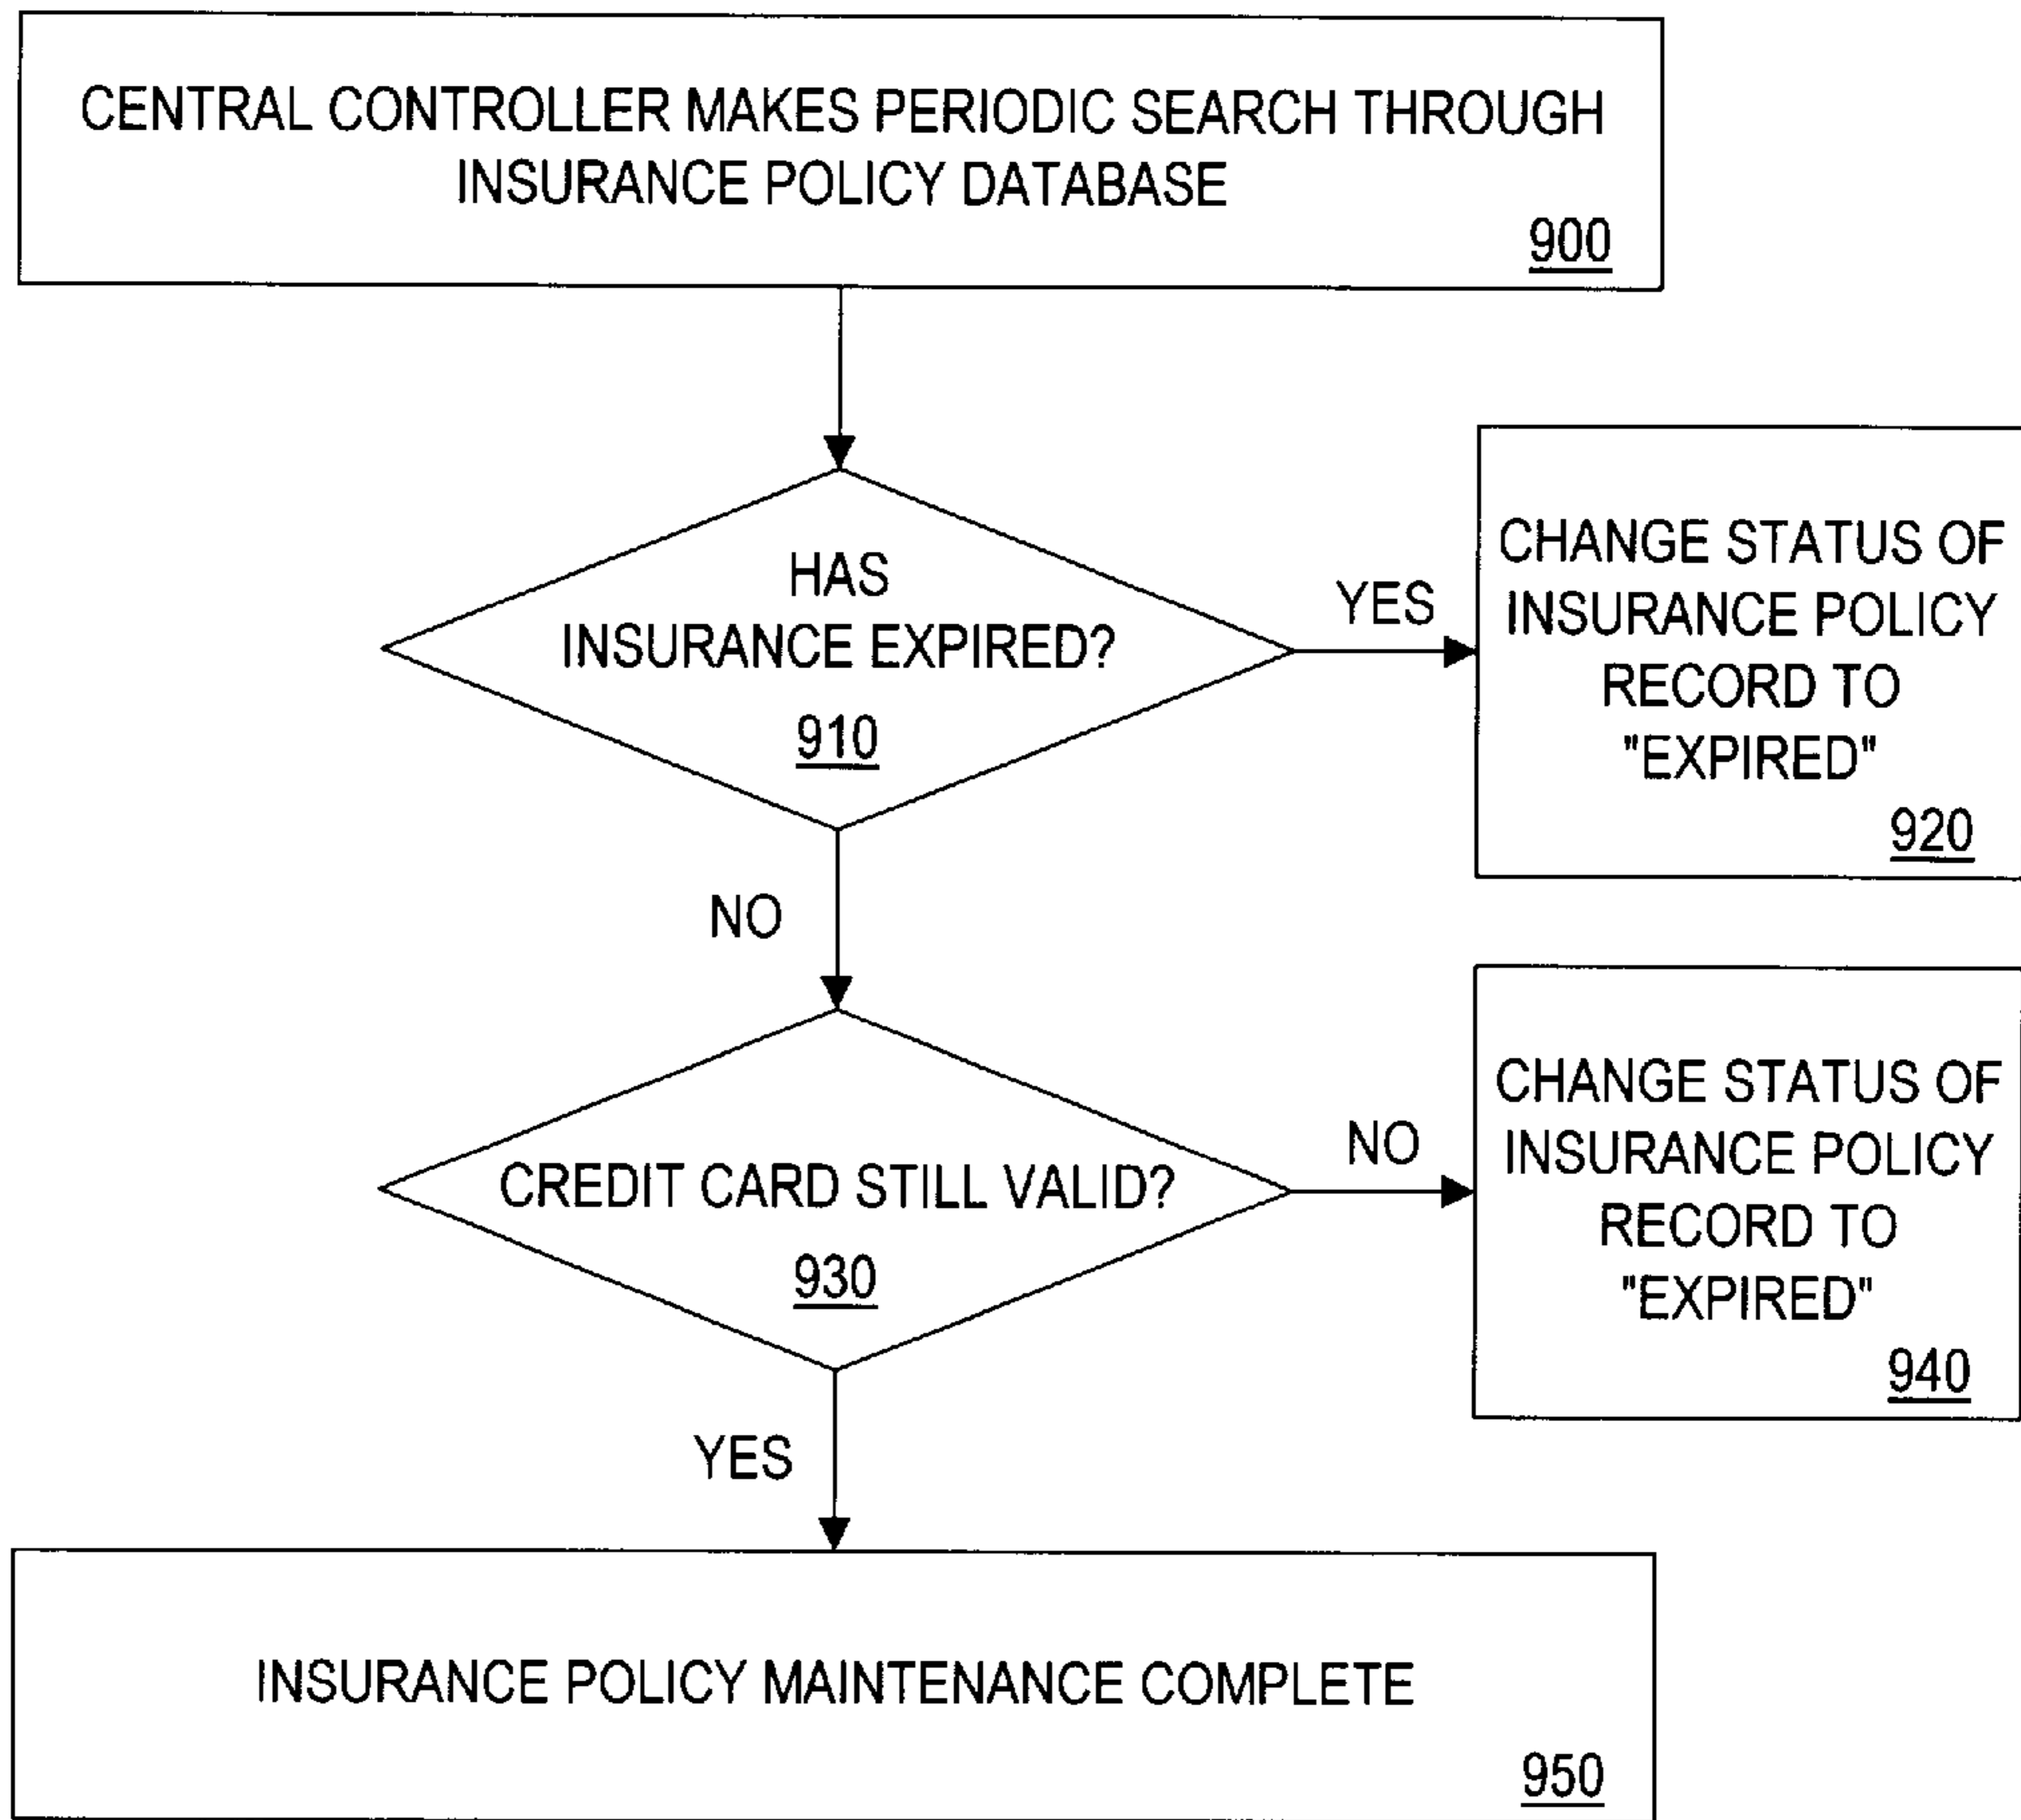 CENTRAL CONTROLLER MAKES PERIODIC SEARCH THROUGH
INSURANCE POLICY DATABASE
900
HAS
INSURANCE EXPIRED?
910
YES
CHANGE STATUS OF
INSURANCE POLICY
RECORD TO
"EXPIRED"
920
NO
CREDIT CARD STILL VALID?
930
NO
CHANGE STATUS OF
INSURANCE POLICY
RECORD TO
"EXPIRED"
940
YES
INSURANCE POLICY MAINTENANCE COMPLETE
950